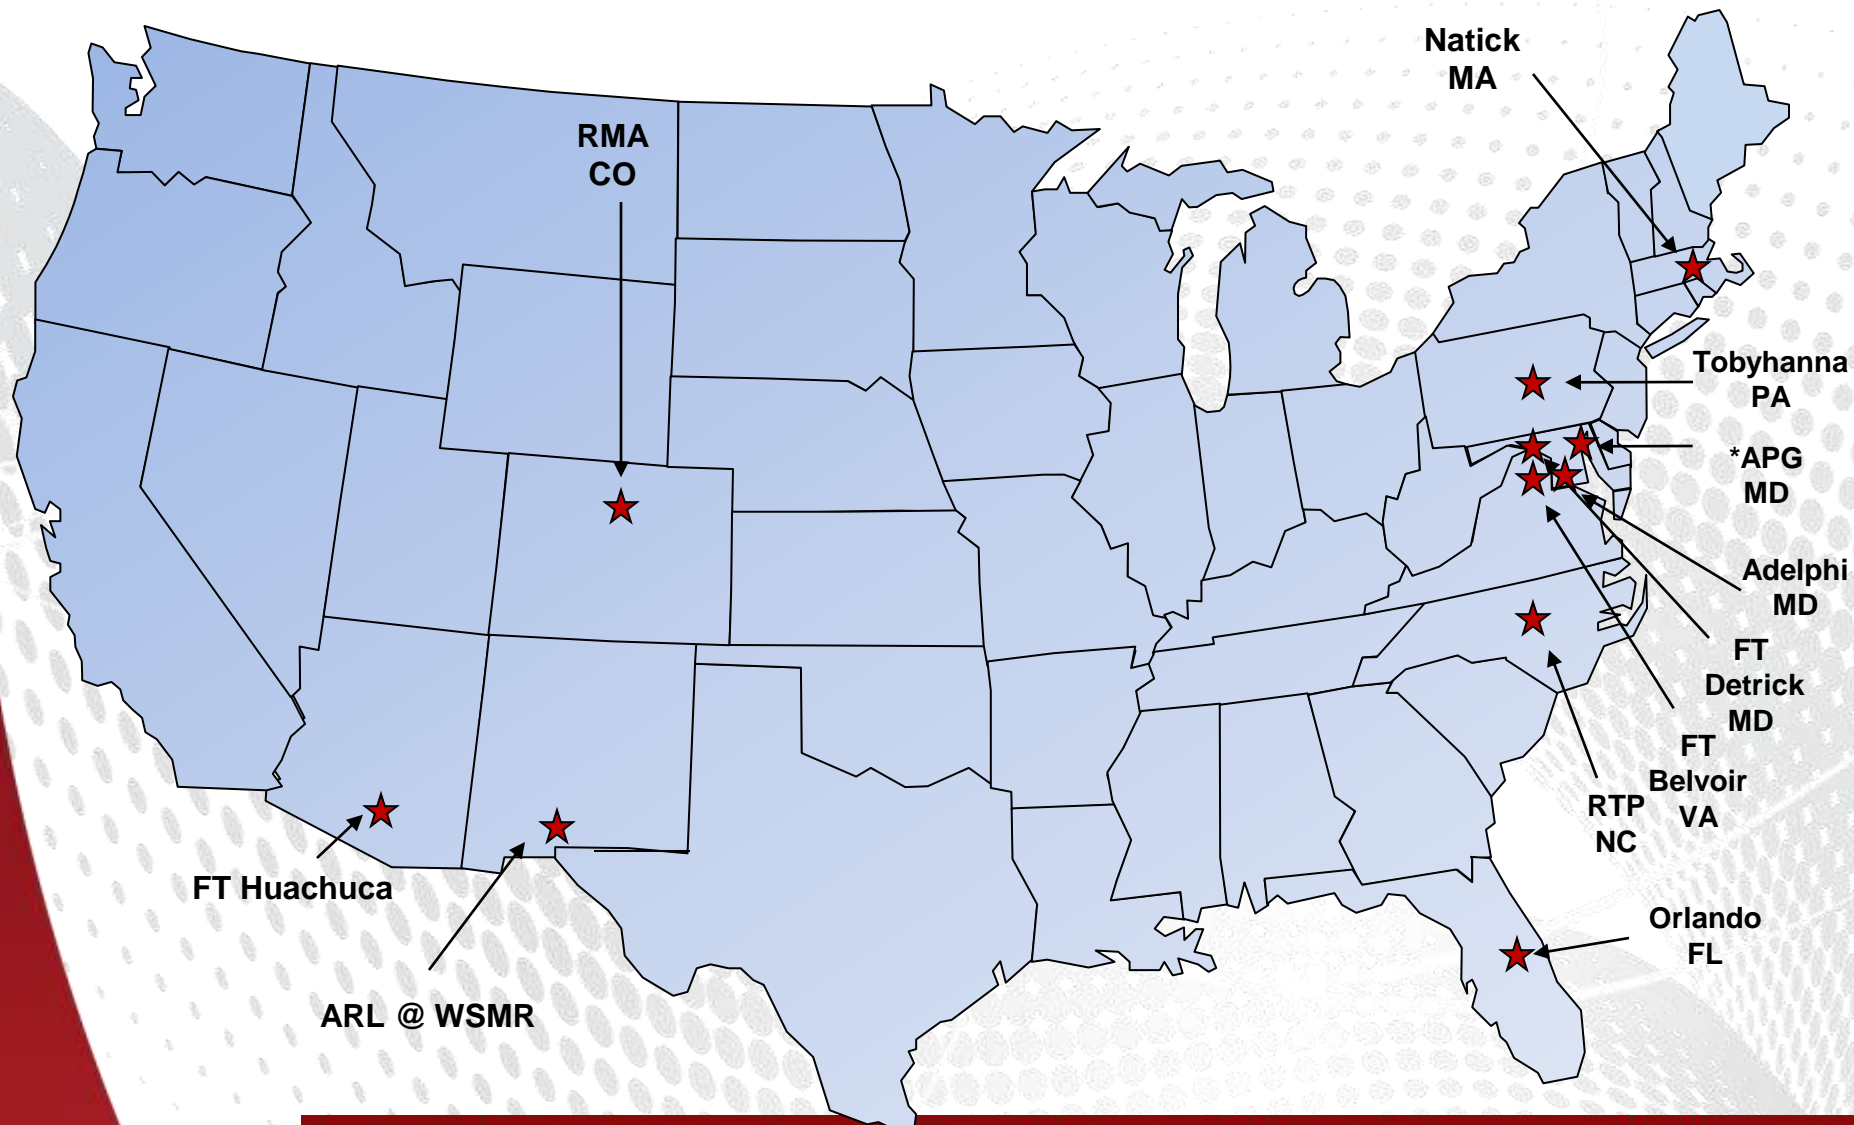 Natick
MA
RMA
CO
Tobyhanna
PA
*APG
MD
Adelphi
MD
FT
Detrick
MD
FT
Belvoir
VA
RTP
NC
FT Huachuca
Orlando
FL
ARL @ WSMR